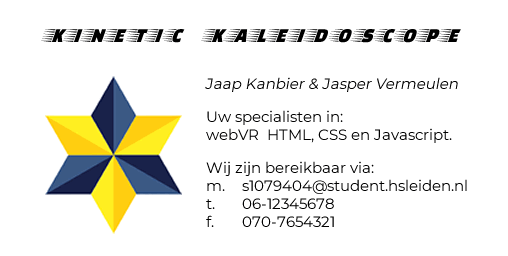 KINETIC KALEIDOSCOPE
Jaap Kanbier & Jasper Vermeulen
Uw specialisten in:
webVR HTML, CSS en Javascript.
Wij zijn bereikbaar via:
m. s1079404@student.hsleiden.nl
t. 06-12345678
f. 070-7654321